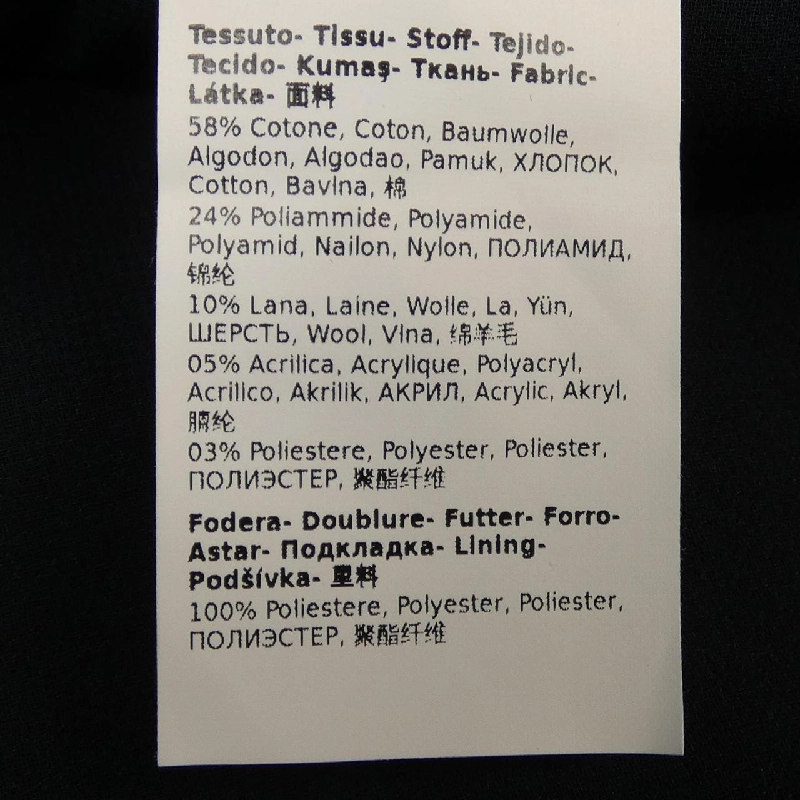 Tessuto- Tissu- Stoff- Tejido-
Tecido- Kumaş- Ткань- Fabric-
Látka- 面料
58% Cotone, Coton, Baumwolle,
Algodon, Algodao, Pamuk, ХЛОПОК,
Cotton, Bavlna, 棉
24% Poliammide, Polyamide,
Polyamid, Nailon, Nylon, ПОЛИАМИД,
锦纶
10% Lana, Laine, Wolle, La, Yün,
ШЕРСТЬ, Wool, Vlna, 绵羊毛
05% Acrilica, Acrylique, Polyacryl,
Acrilico, Akrilik, АКРИЛ, Acrylic, Akryl,
腈纶
03% Poliestere, Polyester, Poliester,
ПОЛИЭСТЕР, 聚酯纤维
Fodera- Doublure- Futter- Forro-
Astar- Подкладка- Lining-
Podšívka- 里料
100% Poliestere, Polyester, Poliester,
ПОЛИЭСТЕР, 聚酯纤维